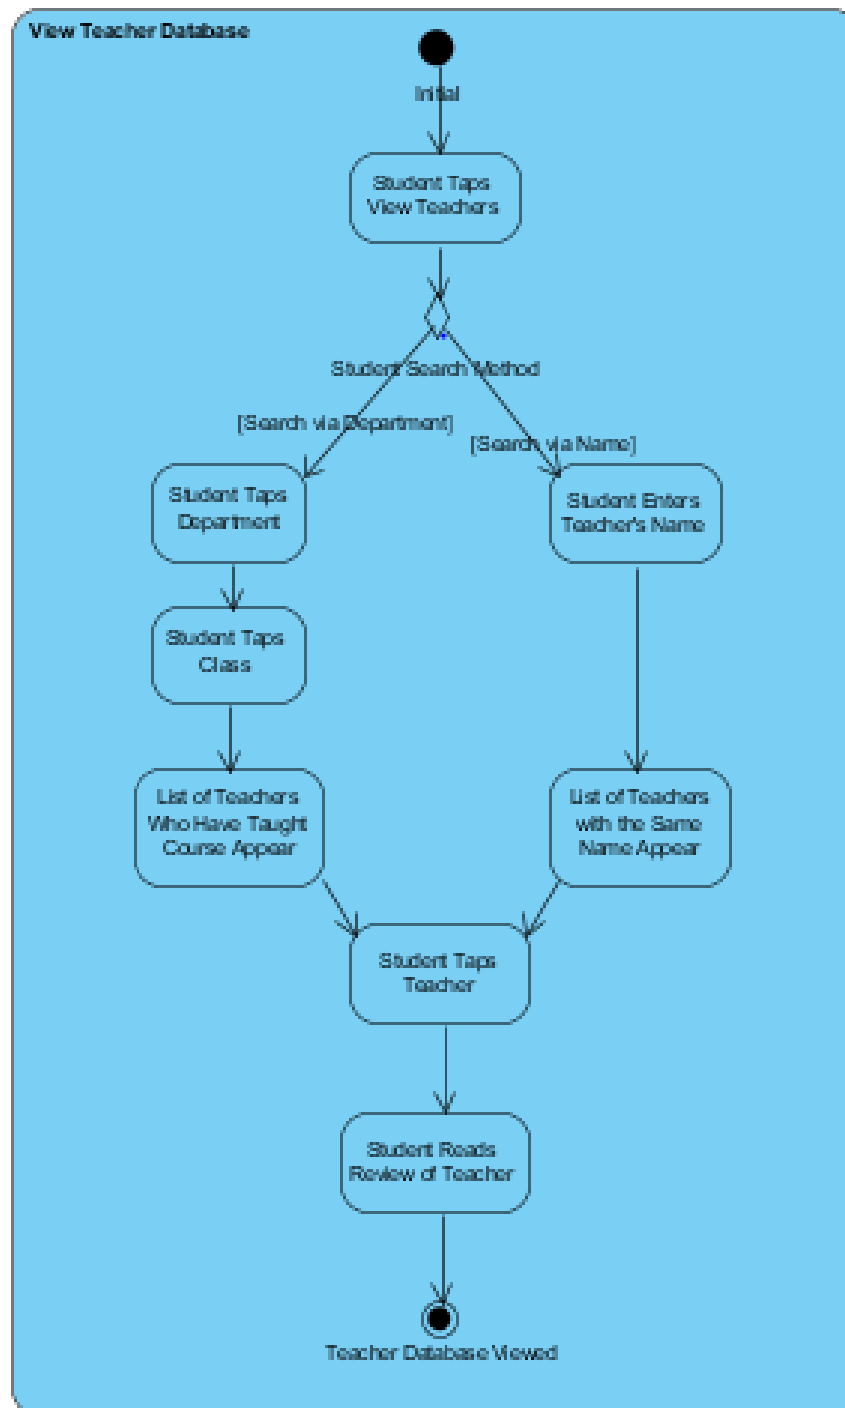 View Teacher Database
Initial
Student Taps
View Teachers
Student Search Method
[Search via Department]
[Search via Name]
Student Taps
Department
Student Enters
Teacher's Name
Student Taps
Class
List of Teachers
Who Have Taught
Course Appear
List of Teachers
with the Same
Name Appear
Student Taps
Teacher
Student Reads
Review of Teacher
Teacher Database Viewed